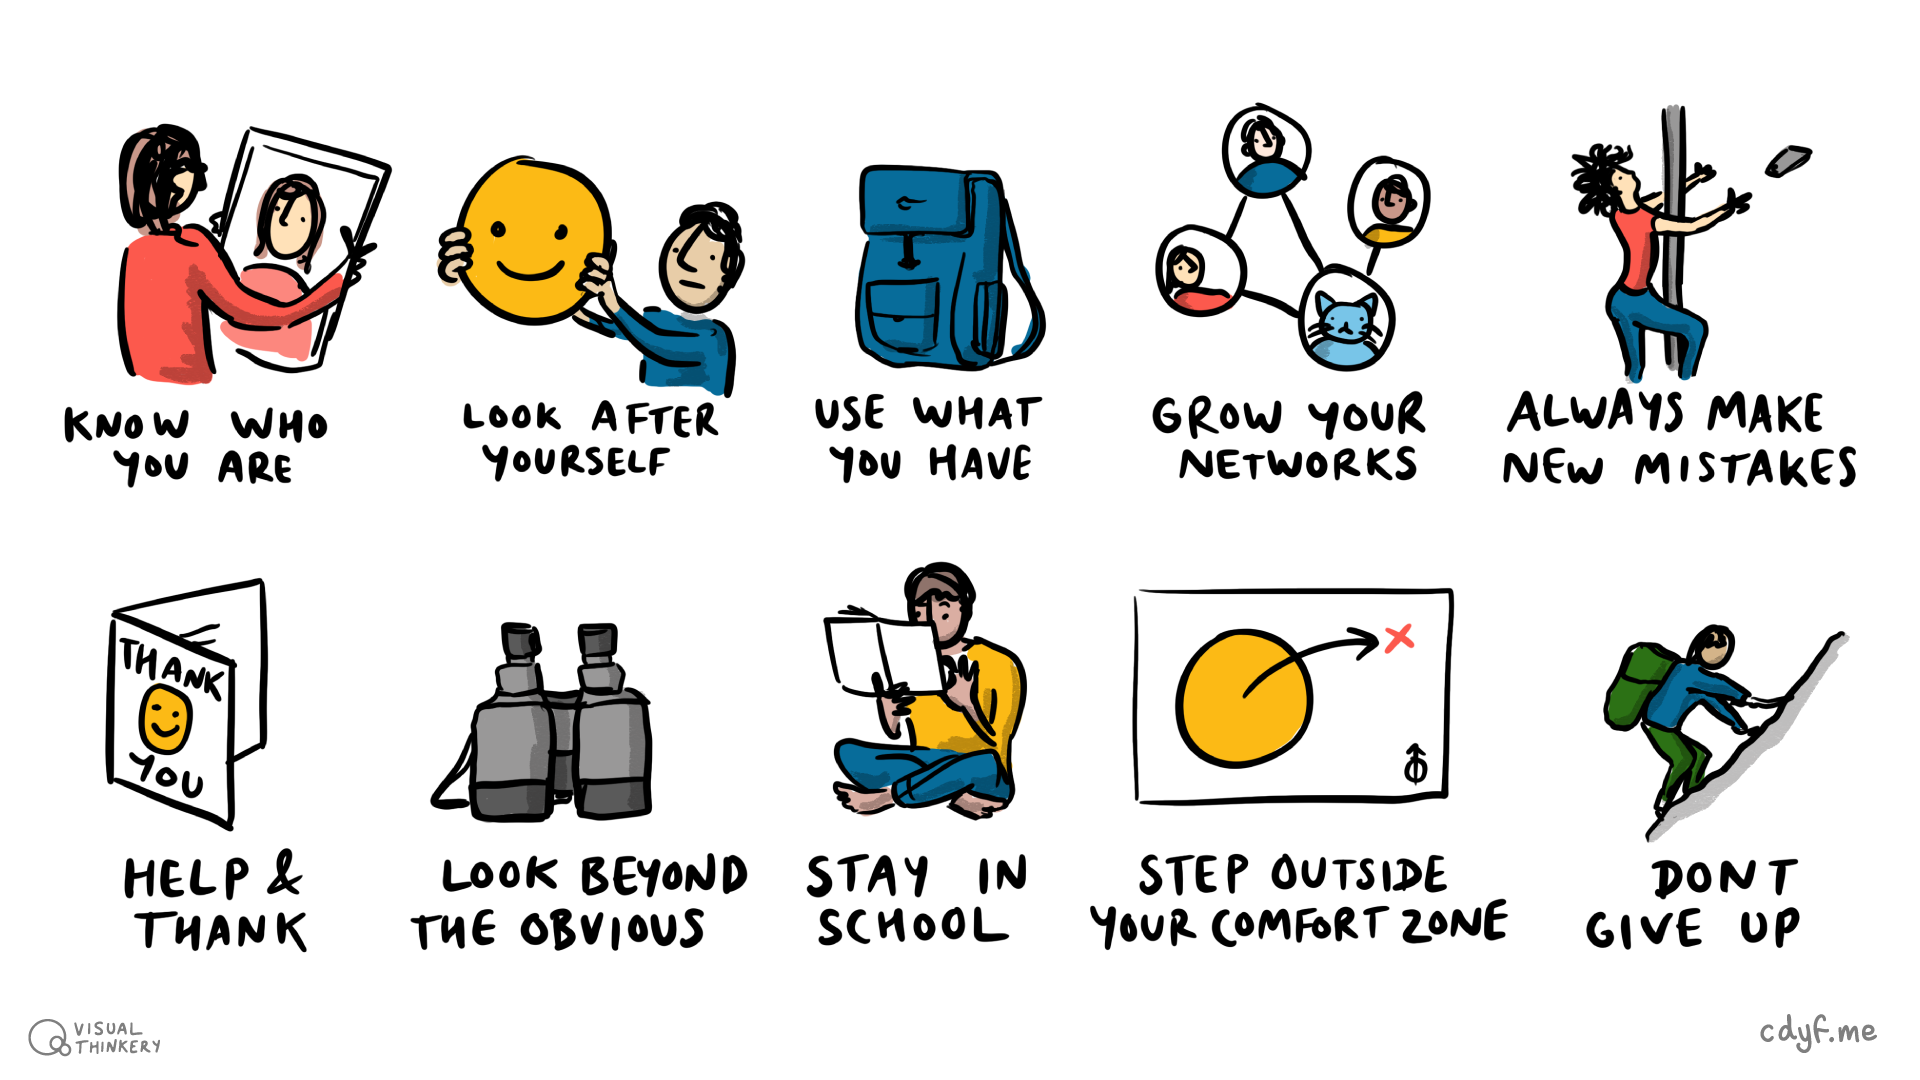 KNOW WHO
YOU ARE
LOOK AFTER
YOURSELF
USE WHAT
YOU HAVE
GROW YOUR
NETWORKS
ALWAYS MAKE
NEW MISTAKES
THANK
YOU
HELP &
THANK
LOOK BEYOND
THE OBVIOUS
STAY IN
SCHOOL
STEP OUTSIDE
YOUR COMFORT ZONE
DONT
GIVE UP
VISUAL
THINKERY
cdyf.me